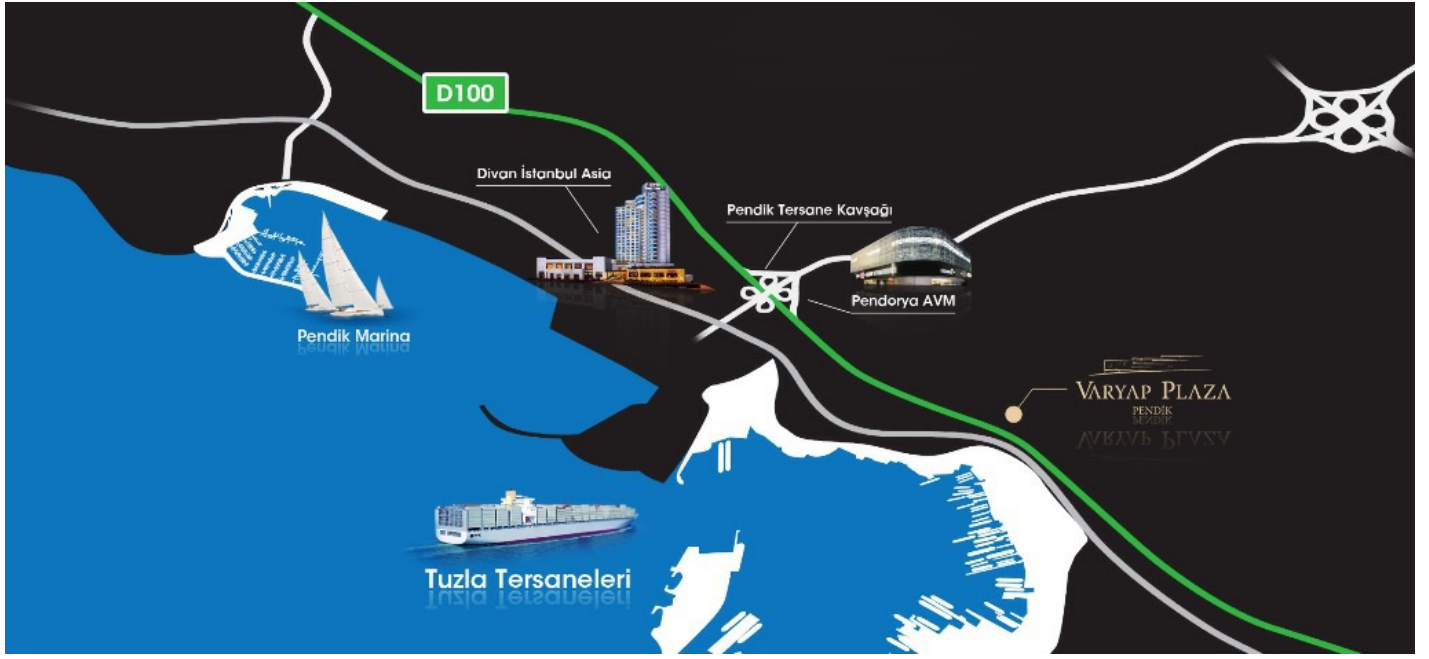 D100
Divan İstanbul Asia
Pendik Tersane Kavşağı
Pendorya AVM
Pendik Marina
VARYAP PLAZA
PENDİK
Tuzla Tersaneleri